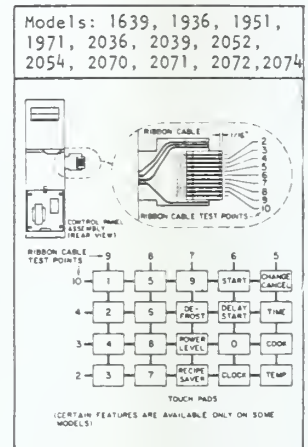 Models: 1639, 1936, 1951,
1971, 2036, 2039, 2052,
2054, 2070, 2071, 2072,2074
RIBBON CABLE
7/16"
2
3
4
5
6
7
8
9
10
RIBBON CABLE TEST POINTS
CONTROL PANEL
ASSEMBLY
(REAR VIEW)
RIBBON CABLE
TEST POINTS
9 8 7 6 5
10 1 5 9 START CHANGE CANCEL
4 2 6 DE-FROST DELAY START TIME
3 4 8 POWER LEVEL 0 COOK
2 3 7 RECIPE SAVER CLOCK TEMP
TOUCH PADS
(CERTAIN FEATURES ARE AVAILABLE ONLY ON SOME
MODELS)